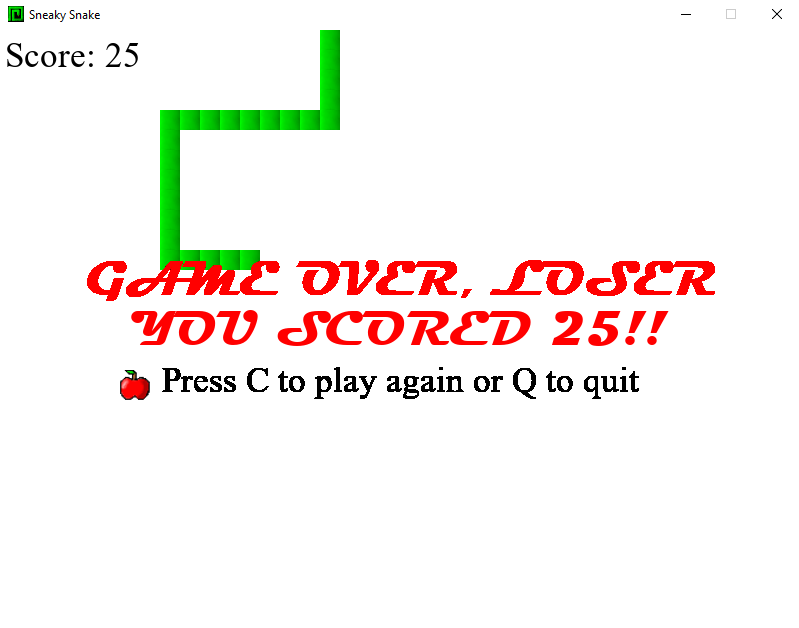 Sneaky Snake
Score: 25
GAME OVER, LOSER
YOU SCORED 25!!
Press C to play again or Q to quit